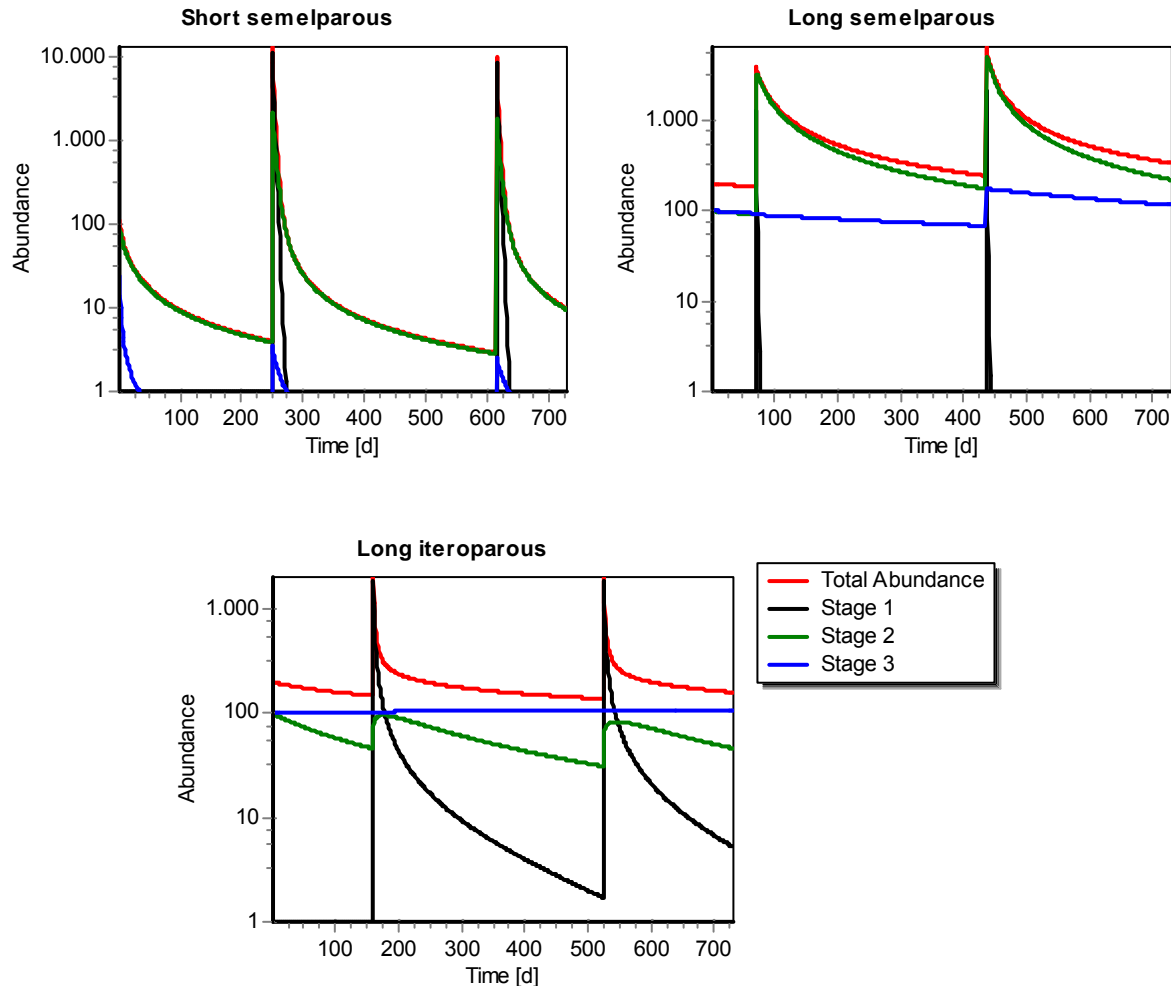 Short semelparous
10.000
1.000
100
10
1
Abundance
100 200 300 400 500 600 700
Time [d]
Long semelparous
1.000
100
10
1
Abundance
100 200 300 400 500 600 700
Time [d]
Long iteroparous
1.000
100
10
1
Abundance
100 200 300 400 500 600 700
Time [d]
Total Abundance
Stage 1
Stage 2
Stage 3